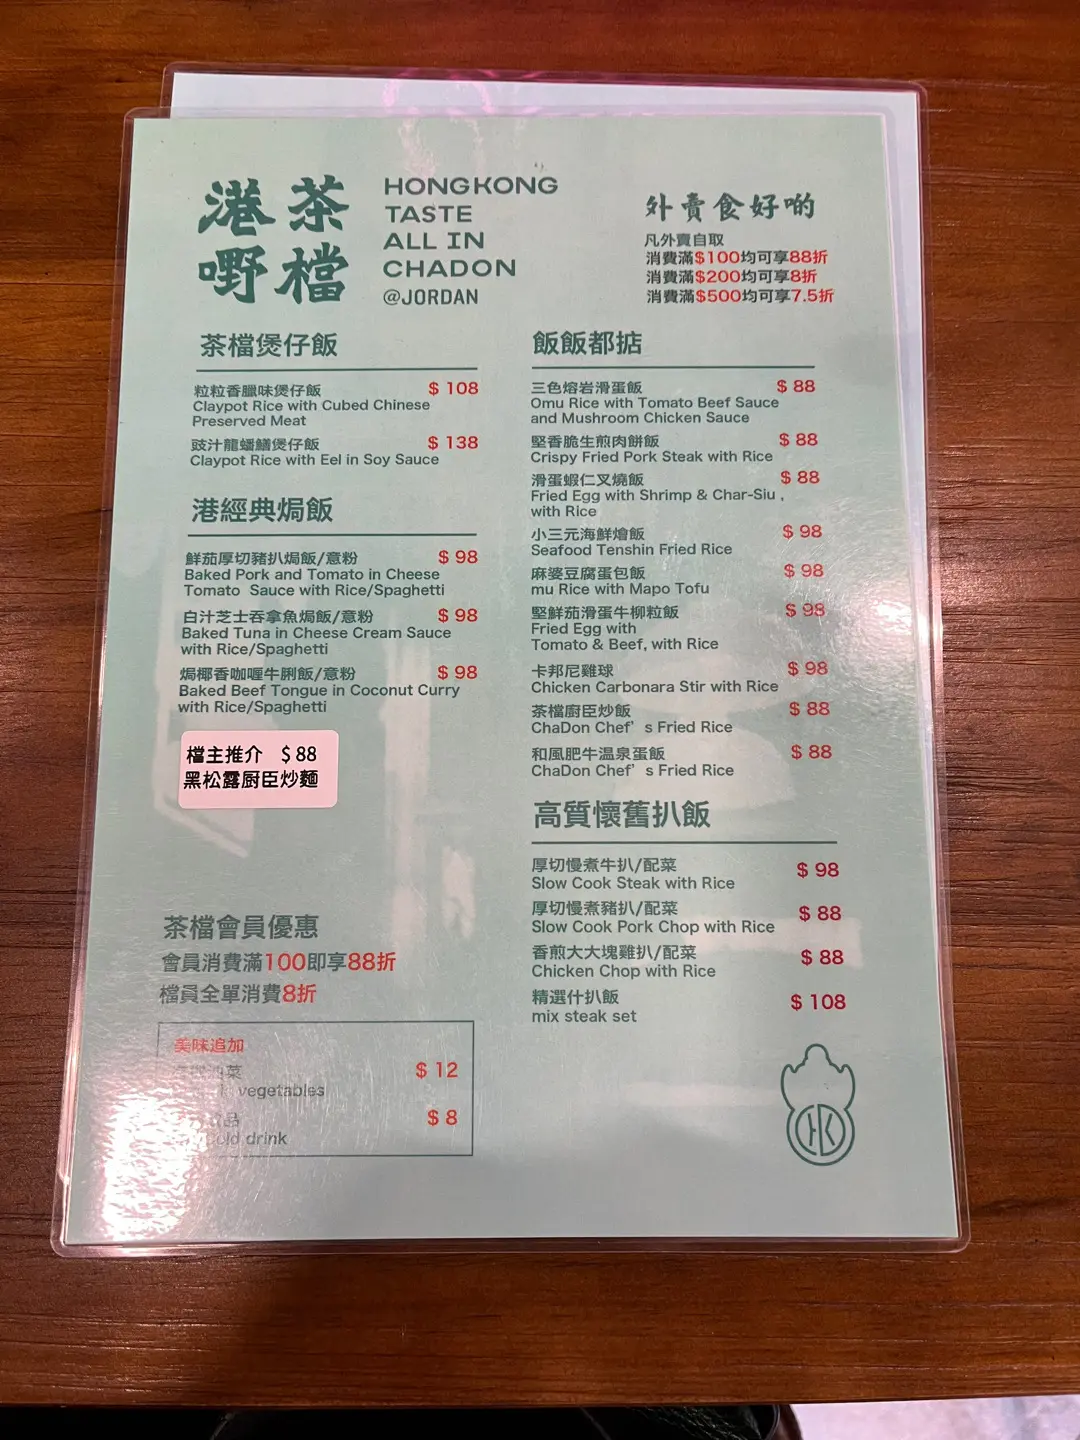 港茶
嘢檔
HONGKONG
TASTE
ALL IN
CHADON
@JORDAN
外賣食好啲
凡外賣自取
消費滿$100均可享88折
消費滿$200均可享8折
消費滿$500均可享7.5折
茶檔煲仔飯
粒粒香臘味煲仔飯 $ 108
Claypot Rice with Cubed Chinese
Preserved Meat
豉汁龍蟠鱔煲仔飯 $ 138
Claypot Rice with Eel in Soy Sauce
港經典焗飯
鮮茄厚切豬扒焗飯/意粉 $ 98
Baked Pork and Tomato in Cheese
Tomato Sauce with Rice/Spaghetti
白汁芝士吞拿魚焗飯/意粉 $ 98
Baked Tuna in Cheese Cream Sauce
with Rice/Spaghetti
焗椰香咖喱牛脷飯/意粉 $ 98
Baked Beef Tongue in Coconut Curry
with Rice/Spaghetti
檔主推介 $88
黑松露廚臣炒麵
茶檔會員優惠
會員消費滿100即享88折
檔員全單消費8折
美味追加
油菜 $ 12
vegetables
品 $ 8
cold drink
飯飯都掂
三色熔岩滑蛋飯 $ 88
Omu Rice with Tomato Beef Sauce
and Mushroom Chicken Sauce
堅香脆生煎肉餅飯 $ 88
Crispy Fried Pork Steak with Rice
滑蛋蝦仁叉燒飯 $ 88
Fried Egg with Shrimp & Char-Siu ,
with Rice
小三元海鮮燴飯 $ 98
Seafood Tenshin Fried Rice
麻婆豆腐蛋包飯 $ 98
mu Rice with Mapo Tofu
堅鮮茄滑蛋牛柳粒飯 $ 98
Fried Egg with
Tomato & Beef, with Rice
卡邦尼雞球 $ 98
Chicken Carbonara Stir with Rice
茶檔廚臣炒飯 $ 88
ChaDon Chef's Fried Rice
和風肥牛温泉蛋飯 $ 88
ChaDon Chef's Fried Rice
高質懷舊扒飯
厚切慢煮牛扒/配菜 $ 98
Slow Cook Steak with Rice
厚切慢煮豬扒/配菜 $ 88
Slow Cook Pork Chop with Rice
香煎大大塊雞扒/配菜 $ 88
Chicken Chop with Rice
精選什扒飯 $ 108
mix steak set